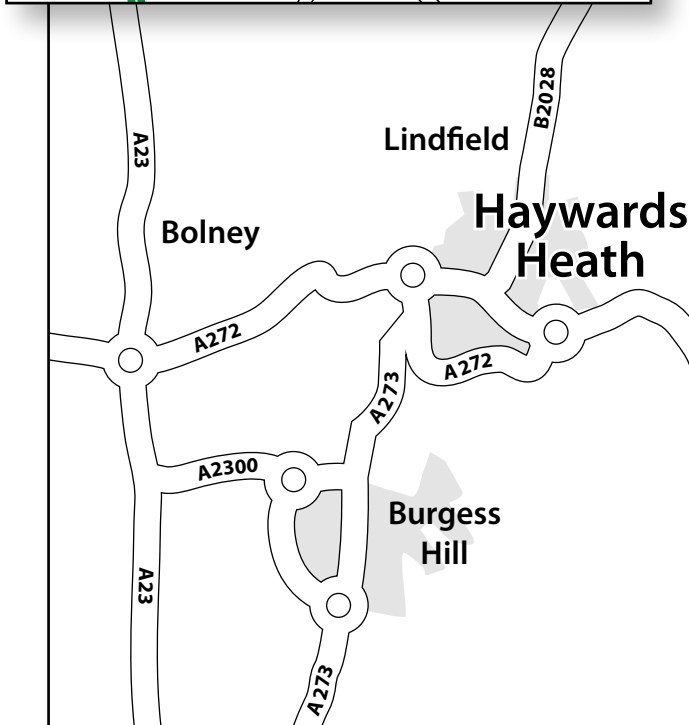 B2028
A23
Lindfield
Haywards
Heath
Bolney
A272
A272
A273
A2300
Burgess
Hill
A23
A273